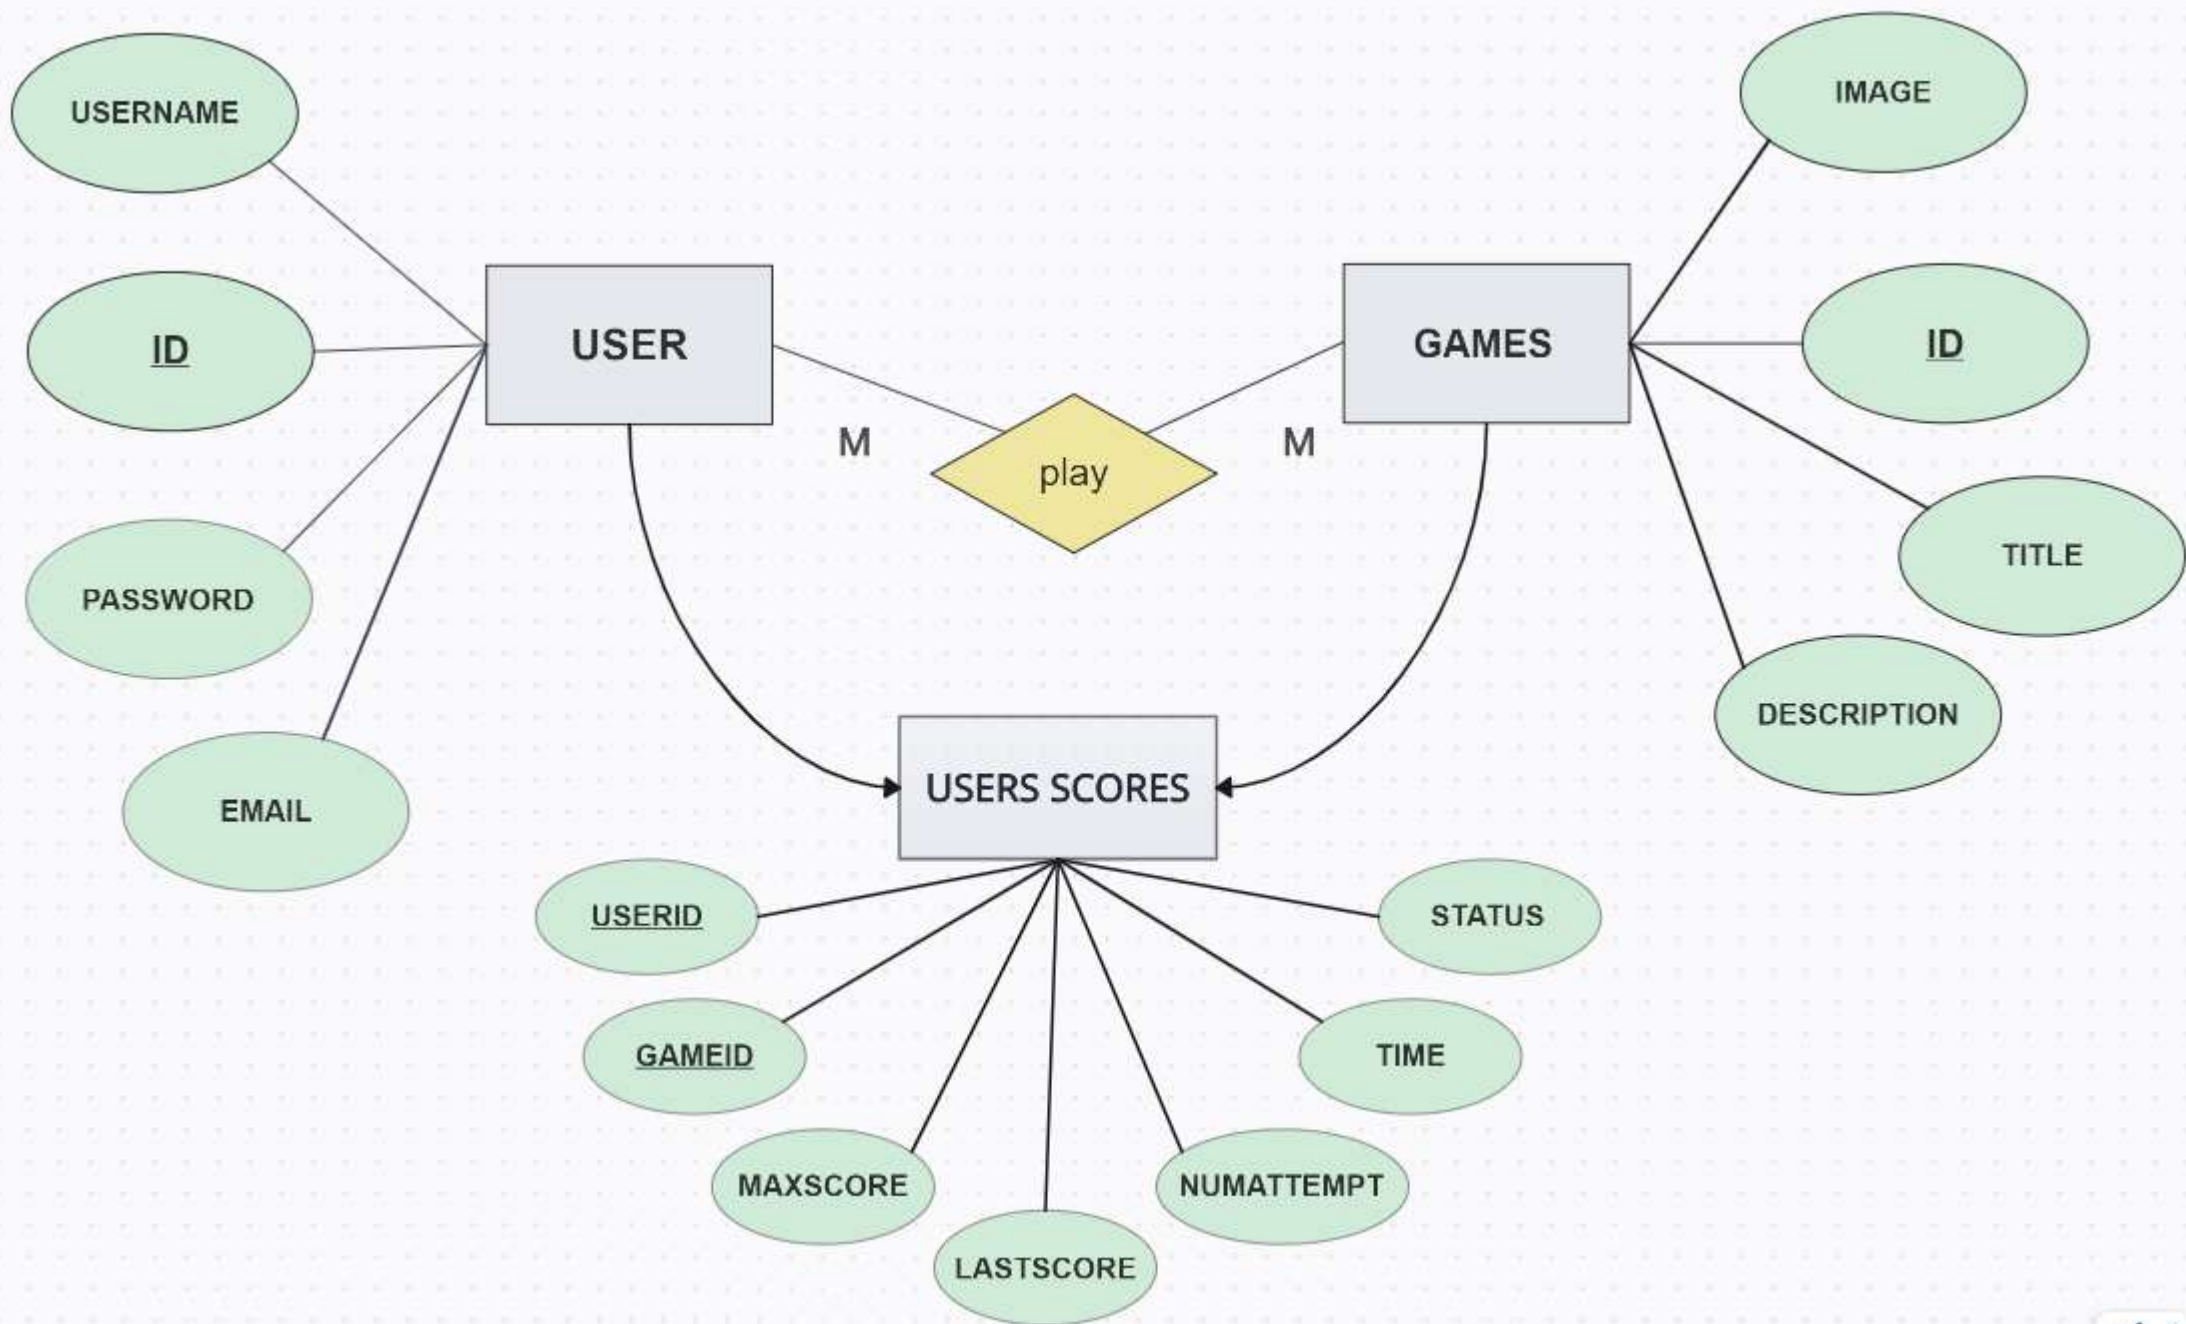 USERNAME
ID
PASSWORD
EMAIL
USER
M
play
M
GAMES
IMAGE
ID
TITLE
DESCRIPTION
USERS SCORES
USERID
GAMEID
MAXSCORE
LASTSCORE
NUMATTEMPT
TIME
STATUS